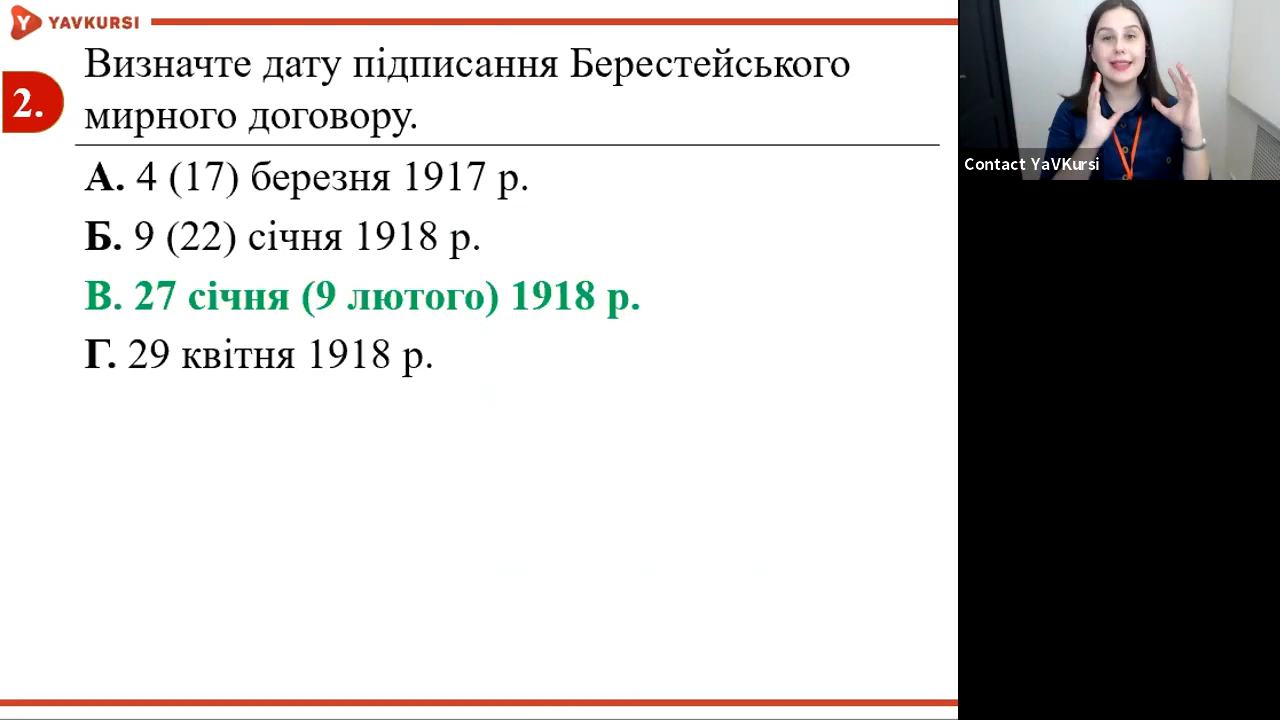 YAVKURSI
2.
Визначте дату підписання Берестейського
мирного договору.
А. 4 (17) березня 1917 р.
Б. 9 (22) січня 1918 р.
В. 27 січня (9 лютого) 1918 р.
Г. 29 квітня 1918 р.
Contact YaVKursi